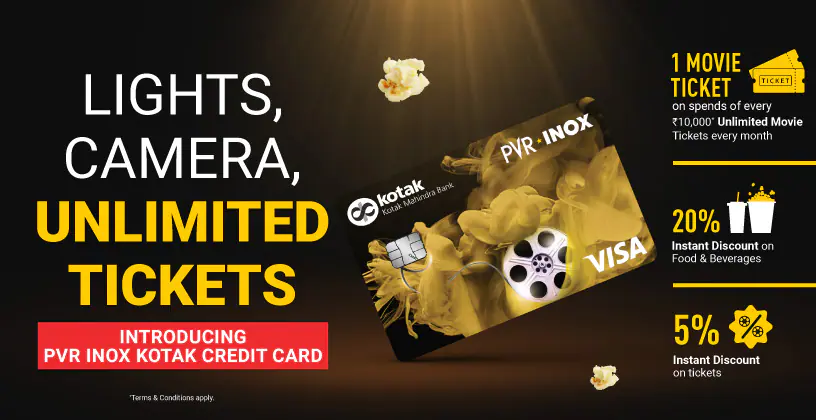 LIGHTS,
CAMERA,
UNLIMITED
TICKETS
INTRODUCING
PVR INOX KOTAK CREDIT CARD
*Terms & Conditions apply.
kotak
Kotak Mahindra Bank
PVR INOX
VISA
1 MOVIE
TICKET
TICKET
on spends of every
₹10,000* Unlimited Movie
Tickets every month
20%
Instant Discount on
Food & Beverages
5%
Instant Discount
on tickets